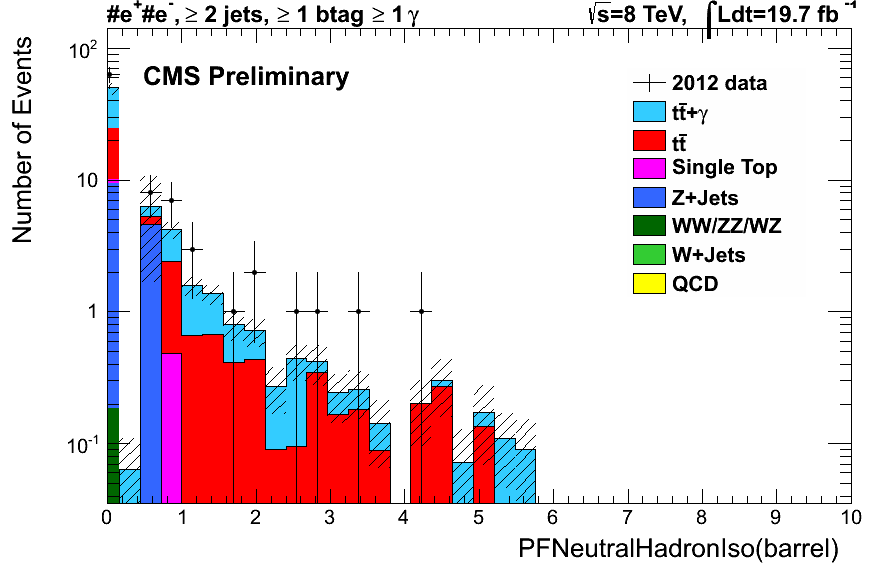 #e⁺#e⁻, ≥ 2 jets, ≥ 1 btag ≥ 1 γ
√s=8 TeV, ∫Ldt=19.7 fb⁻¹
CMS Preliminary
2012 data
tt̄+γ
tt̄
Single Top
Z+Jets
WW/ZZ/WZ
W+Jets
QCD
Number of Events
10²
10
1
10⁻¹
0 1 2 3 4 5 6 7 8 9 10
PFNeutralHadronIso(barrel)